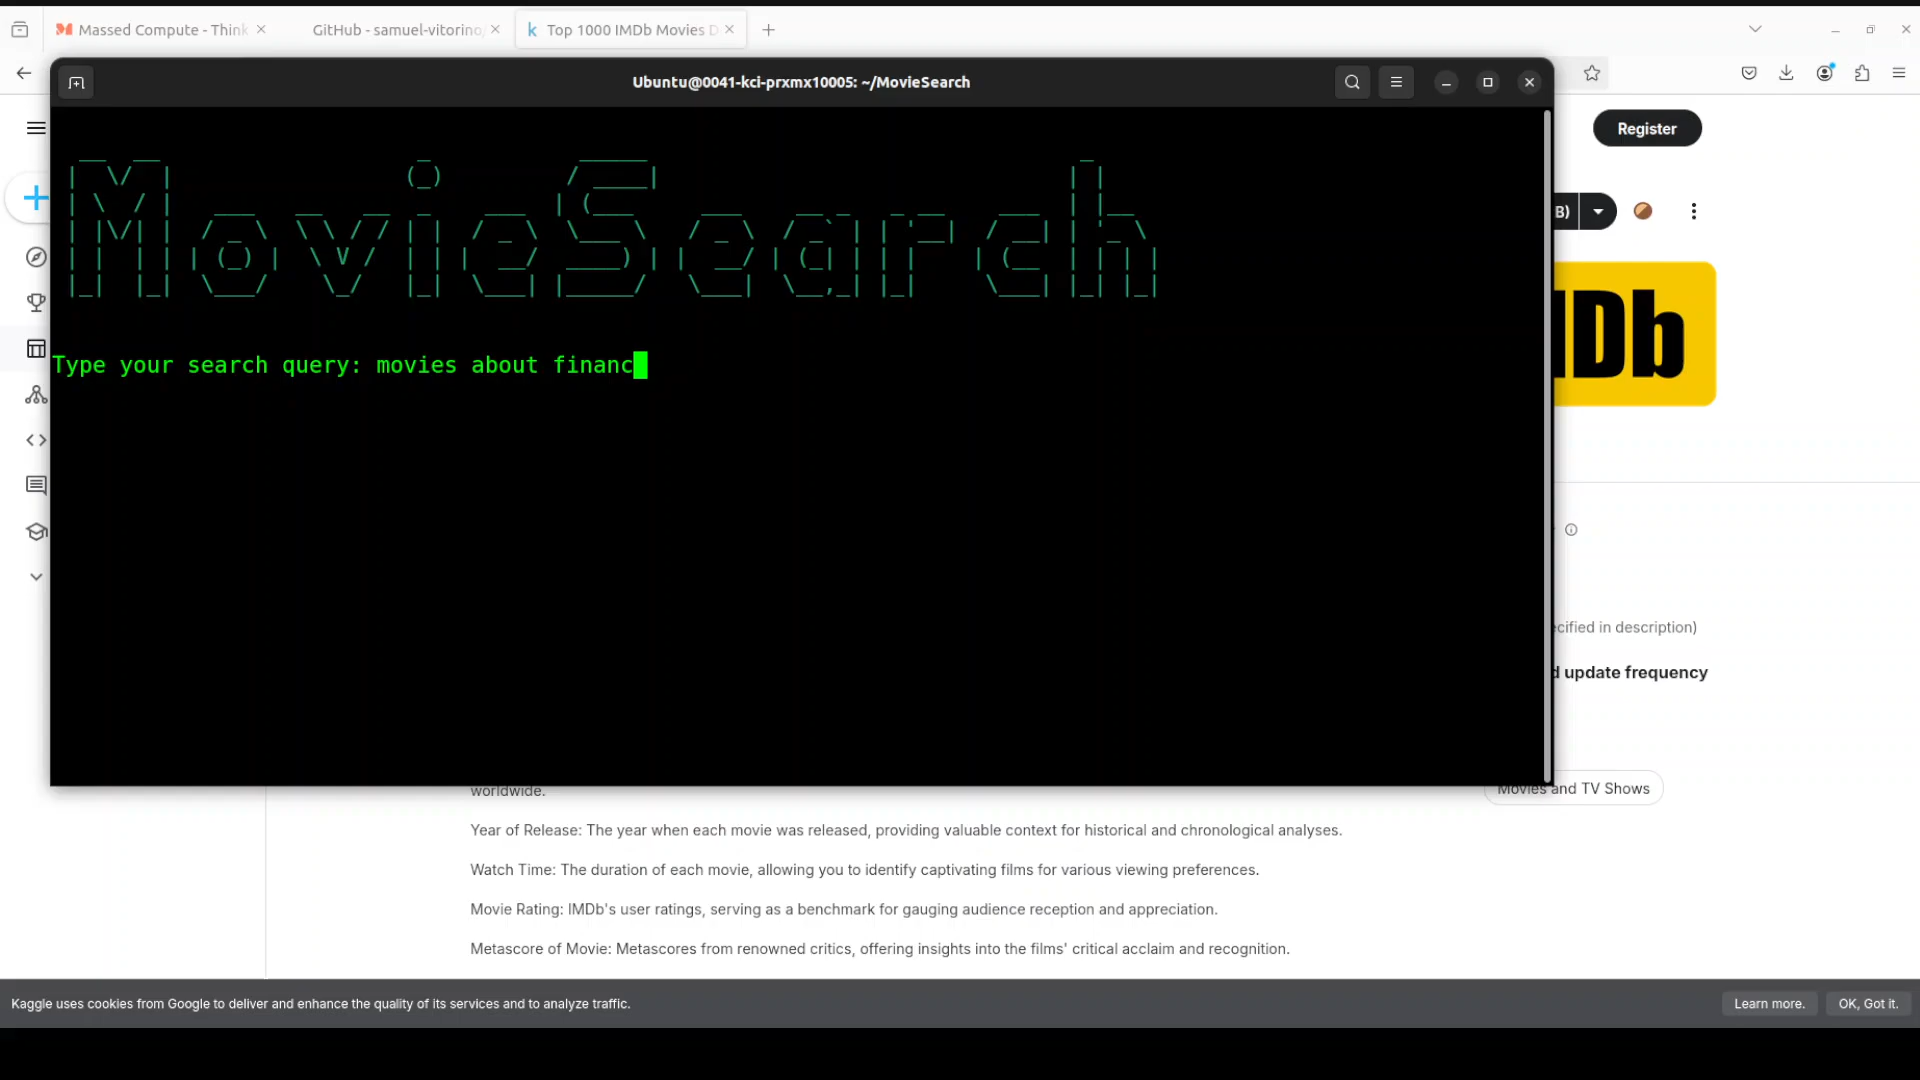 Massed Compute - Think
GitHub - samuel-vitorino/
Top 1000 IMDb Movies D
Ubuntu@0041-kci-prxmx10005: ~/MovieSearch
Register
MovieSearch
B)
Type your search query: movies about financ
IMDb
ecified in description)
d update frequency
worldwide.
Movies and TV Shows
Year of Release: The year when each movie was released, providing valuable context for historical and chronological analyses.
Watch Time: The duration of each movie, allowing you to identify captivating films for various viewing preferences.
Movie Rating: IMDb's user ratings, serving as a benchmark for gauging audience reception and appreciation.
Metascore of Movie: Metascores from renowned critics, offering insights into the films' critical acclaim and recognition.
Kaggle uses cookies from Google to deliver and enhance the quality of its services and to analyze traffic.
Learn more.
OK, Got it.